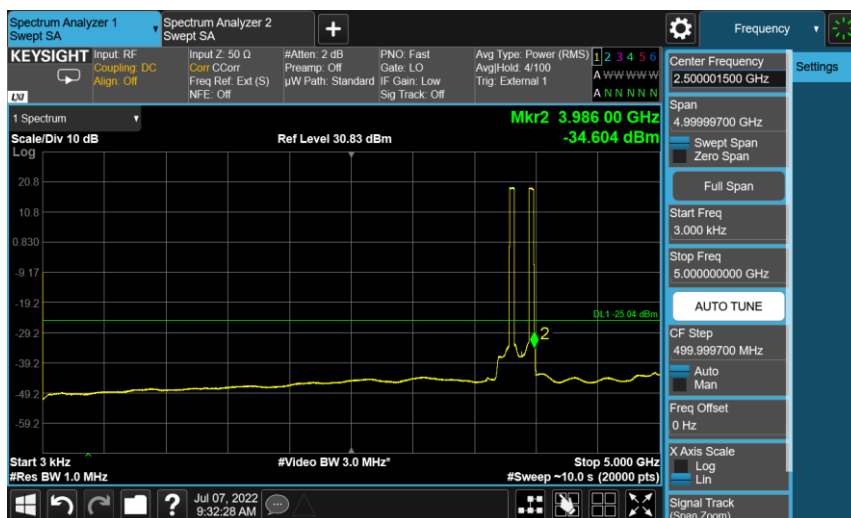 Spectrum Analyzer 1
Swept SA
Spectrum Analyzer 2
Swept SA
Frequency
KEYSIGHT
LXI
Input: RF
Coupling: DC
Align: Off
Input Z: 50 Ω
Corr CCorr
Freq Ref: Ext (S)
NFE: Off
#Atten: 2 dB
Preamp: Off
µW Path: Standard
PNO: Fast
Gate: LO
IF Gain: Low
Sig Track: Off
Avg Type: Power (RMS)
Avg|Hold: 4/100
Trig: External 1
1 2 3 4 5 6
A W W W W W
A N N N N N
1 Spectrum
Scale/Div 10 dB
Log
Ref Level 30.83 dBm
Mkr2 3.986 00 GHz
-34.604 dBm
20.8
10.8
0.830
-9.17
-19.2
-29.2
-39.2
-49.2
-59.2
DL1 -25.04 dBm
2
Start 3 kHz
#Res BW 1.0 MHz
#Video BW 3.0 MHz*
Stop 5.000 GHz
#Sweep ~10.0 s (20000 pts)
Jul 07, 2022
9:32:28 AM
?
Center Frequency
2.500001500 GHz
Span
4.99999700 GHz
Swept Span
Zero Span
Full Span
Start Freq
3.000 kHz
Stop Freq
5.000000000 GHz
AUTO TUNE
CF Step
499.999700 MHz
Auto
Man
Freq Offset
0 Hz
X Axis Scale
Log
Lin
Signal Track
(Span Zoom)
Settings